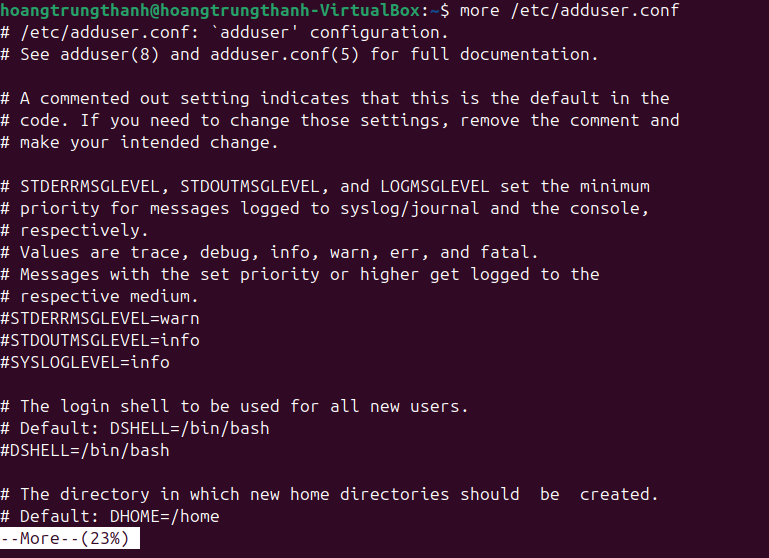 hoangtrungthanh@hoangtrungthanh-VirtualBox:~$ more /etc/adduser.conf
# /etc/adduser.conf: `adduser' configuration.
# See adduser(8) and adduser.conf(5) for full documentation.

# A commented out setting indicates that this is the default in the
# code. If you need to change those settings, remove the comment and
# make your intended change.

# STDERRMSGLEVEL, STDOUTMSGLEVEL, and LOGMSGLEVEL set the minimum
# priority for messages logged to syslog/journal and the console,
# respectively.
# Values are trace, debug, info, warn, err, and fatal.
# Messages with the set priority or higher get logged to the
# respective medium.
#STDERRMSGLEVEL=warn
#STDOUTMSGLEVEL=info
#SYSLOGLEVEL=info

# The login shell to be used for all new users.
# Default: DSHELL=/bin/bash
#DSHELL=/bin/bash

# The directory in which new home directories should  be  created.
# Default: DHOME=/home
--More--(23%)